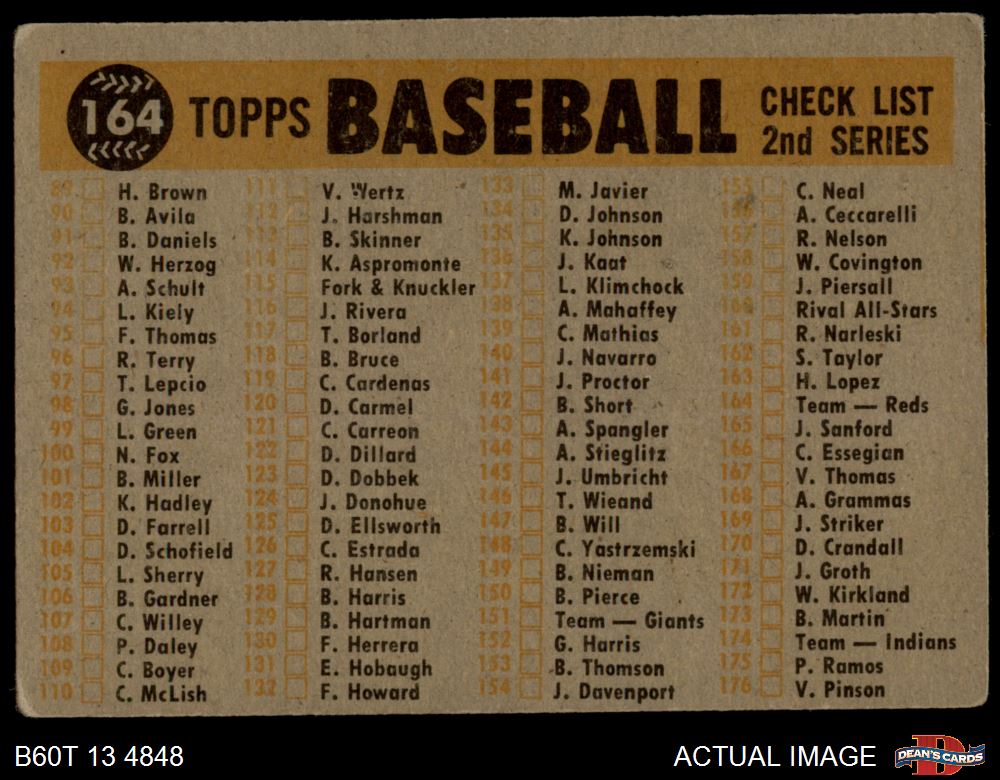 164 TOPPS BASEBALL CHECK LIST
2nd SERIES
89 H. Brown
90 B. Avila
91 B. Daniels
92 W. Herzog
93 A. Schult
94 L. Kiely
95 F. Thomas
96 R. Terry
97 T. Lepcio
98 G. Jones
99 L. Green
100 N. Fox
101 B. Miller
102 K. Hadley
103 D. Farrell
104 D. Schofield
105 L. Sherry
106 B. Gardner
107 C. Willey
108 P. Daley
109 C. Boyer
110 C. McLish
111 V. Wertz
112 J. Harshman
113 B. Skinner
114 K. Aspromonte
115 Fork & Knuckler
116 J. Rivera
117 T. Borland
118 B. Bruce
119 C. Cardenas
120 D. Carmel
121 C. Carreon
122 D. Dillard
123 D. Dobbek
124 J. Donohue
125 D. Ellsworth
126 C. Estrada
127 R. Hansen
128 B. Harris
129 B. Hartman
130 F. Herrera
131 E. Hobaugh
132 F. Howard
133 M. Javier
134 D. Johnson
135 K. Johnson
136 J. Kaat
137 L. Klimchock
138 A. Mahaffey
139 C. Mathias
140 J. Navarro
141 J. Proctor
142 B. Short
143 A. Spangler
144 A. Stieglitz
145 J. Umbricht
146 T. Wieand
147 B. Will
148 C. Yastrzemski
149 B. Nieman
150 B. Pierce
151 Team — Giants
152 G. Harris
153 B. Thomson
154 J. Davenport
155 C. Neal
156 A. Ceccarelli
157 R. Nelson
158 W. Covington
159 J. Piersall
160 Rival All-Stars
161 R. Narleski
162 S. Taylor
163 H. Lopez
164 Team — Reds
165 J. Sanford
166 C. Essegian
167 V. Thomas
168 A. Grammas
169 J. Striker
170 D. Crandall
171 J. Groth
172 W. Kirkland
173 B. Martin
174 Team — Indians
175 P. Ramos
176 V. Pinson
B60T 13 4848
ACTUAL IMAGE
D
DEAN'S CARDS